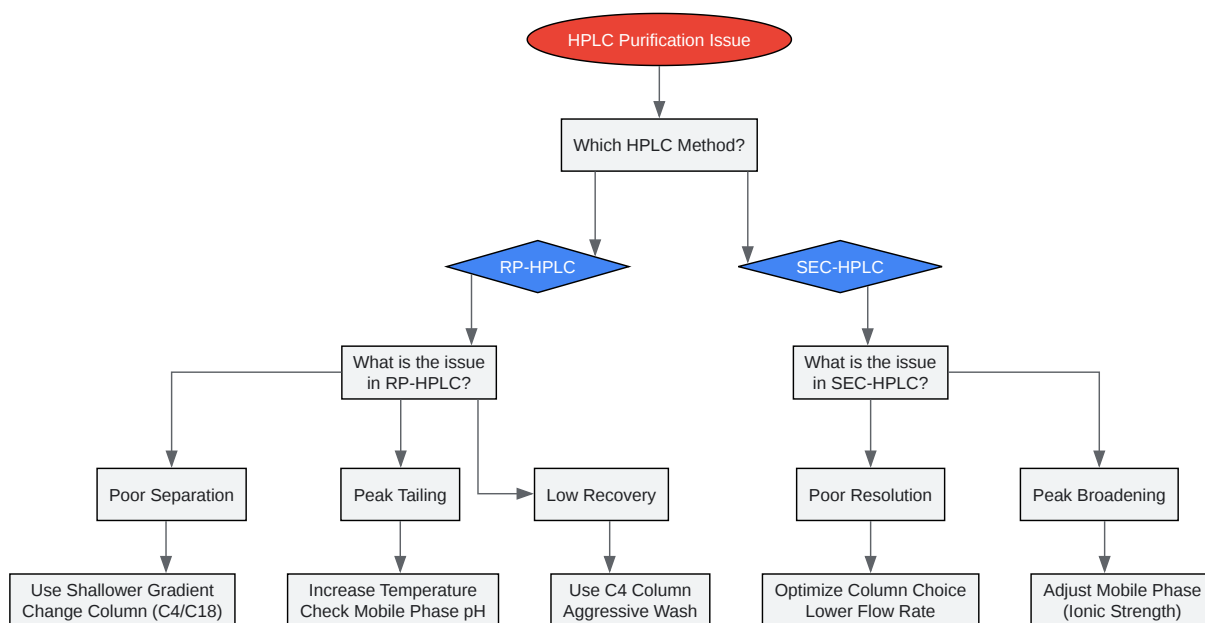 HPLC Purification Issue
Which HPLC Method?
RP-HPLC
SEC-HPLC
What is the issue
in RP-HPLC?
What is the issue
in SEC-HPLC?
Poor Separation
Peak Tailing
Low Recovery
Poor Resolution
Peak Broadening
Use Shallower Gradient
Change Column (C4/C18)
Increase Temperature
Check Mobile Phase pH
Use C4 Column
Aggressive Wash
Optimize Column Choice
Lower Flow Rate
Adjust Mobile Phase
(Ionic Strength)